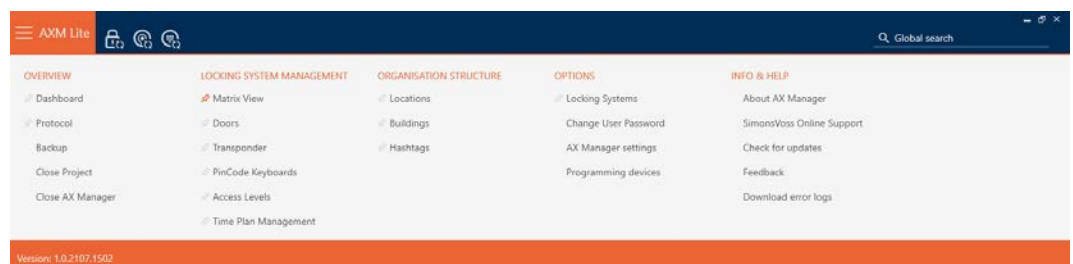 AXM Lite
Global search
OVERVIEW
Dashboard
Protocol
Backup
Close Project
Close AX Manager
LOCKING SYSTEM MANAGEMENT
Matrix View
Doors
Transponder
PinCode Keyboards
Access Levels
Time Plan Management
ORGANISATION STRUCTURE
Locations
Buildings
Hashtags
OPTIONS
Locking Systems
Change User Password
AX Manager settings
Programming devices
INFO & HELP
About AX Manager
SimonsVoss Online Support
Check for updates
Feedback
Download error logs
Version: 1.0.2107.1502